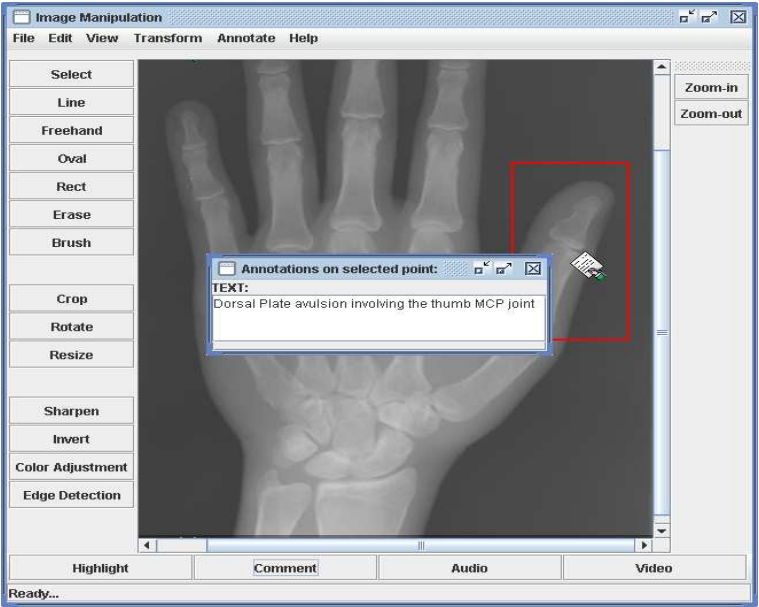 Image Manipulation
File Edit View Transform Annotate Help
Select
Line
Freehand
Oval
Rect
Erase
Brush
Crop
Rotate
Resize
Sharpen
Invert
Color Adjustment
Edge Detection
Zoom-in
Zoom-out
Annotations on selected point:
TEXT:
Dorsal Plate avulsion involving the thumb MCP joint
Highlight Comment Audio Video
Ready...